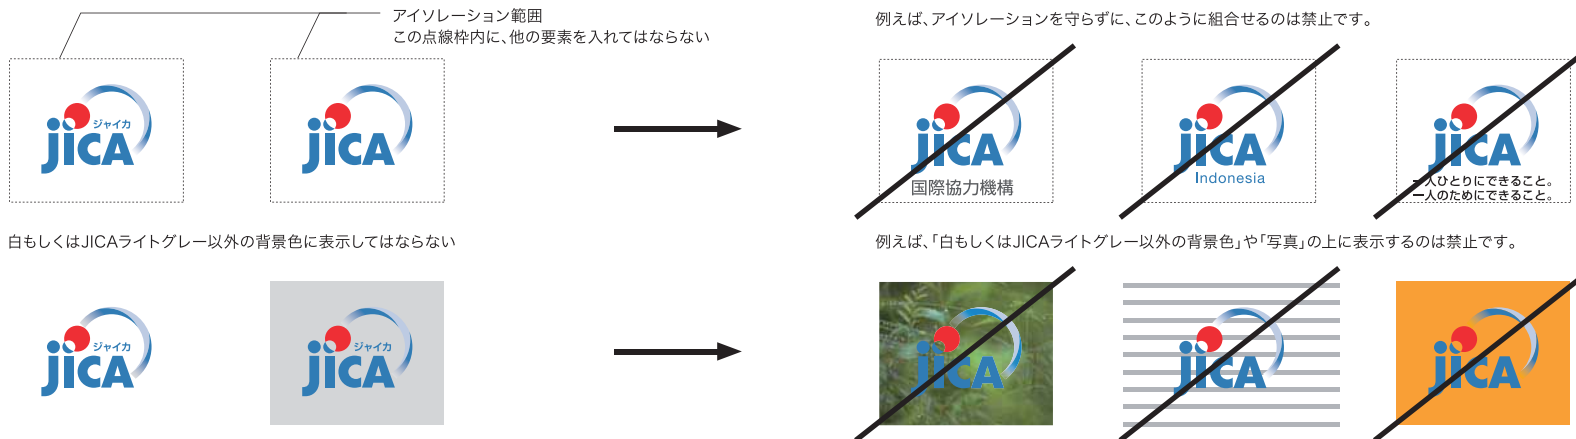 アイソレーション範囲
この点線枠内に、他の要素を入れてはならない
ジャイカ
JICA
JICA
例えば、アイソレーションを守らずに、このように組合せるのは禁止です。
JICA
国際協力機構
JICA
Indonesia
JICA
一人ひとりにできること。
一人のためにできること。
白もしくはJICAライトグレー以外の背景色に表示してはならない
ジャイカ
JICA
ジャイカ
JICA
例えば、「白もしくはJICAライトグレー以外の背景色」や「写真」の上に表示するのは禁止です。
JICA
JICA
JICA